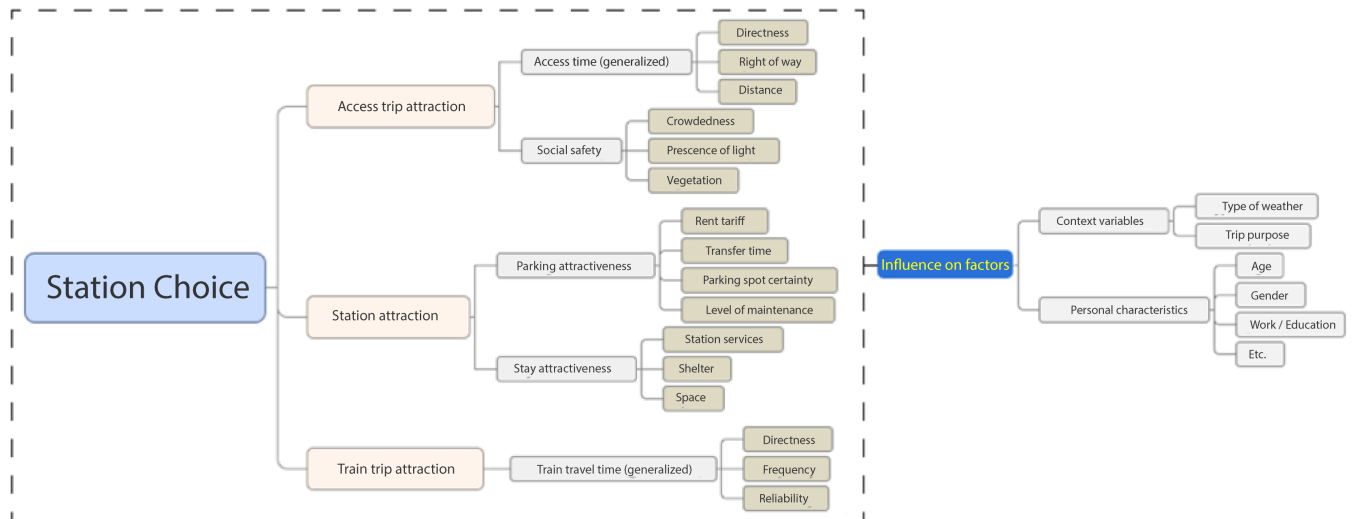 Station Choice
Access trip attraction
Access time (generalized)
Directness
Right of way
Distance
Social safety
Crowdedness
Prescence of light
Vegetation
Station attraction
Parking attractiveness
Rent tariff
Transfer time
Parking spot certainty
Level of maintenance
Stay attractiveness
Station services
Shelter
Space
Train trip attraction
Train travel time (generalized)
Directness
Frequency
Reliability
Influence on factors
Context variables
Type of weather
Trip purpose
Personal characteristics
Age
Gender
Work / Education
Etc.